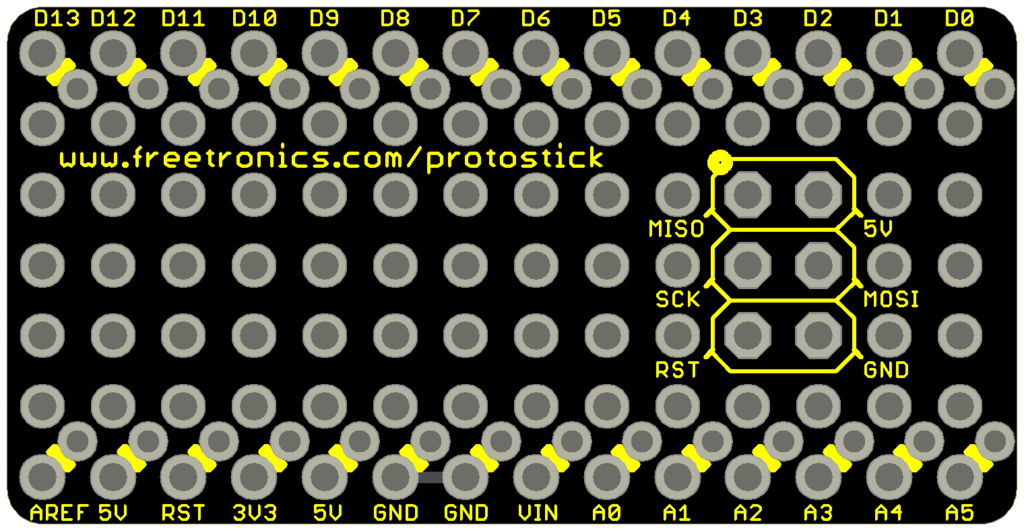 D13 D12 D11 D10 D9 D8 D7 D6 D5 D4 D3 D2 D1 D0
www.freetronics.com/protostick
MISO 5V
SCK MOSI
RST GND
AREF 5V RST 3V3 5V GND GND VIN A0 A1 A2 A3 A4 A5